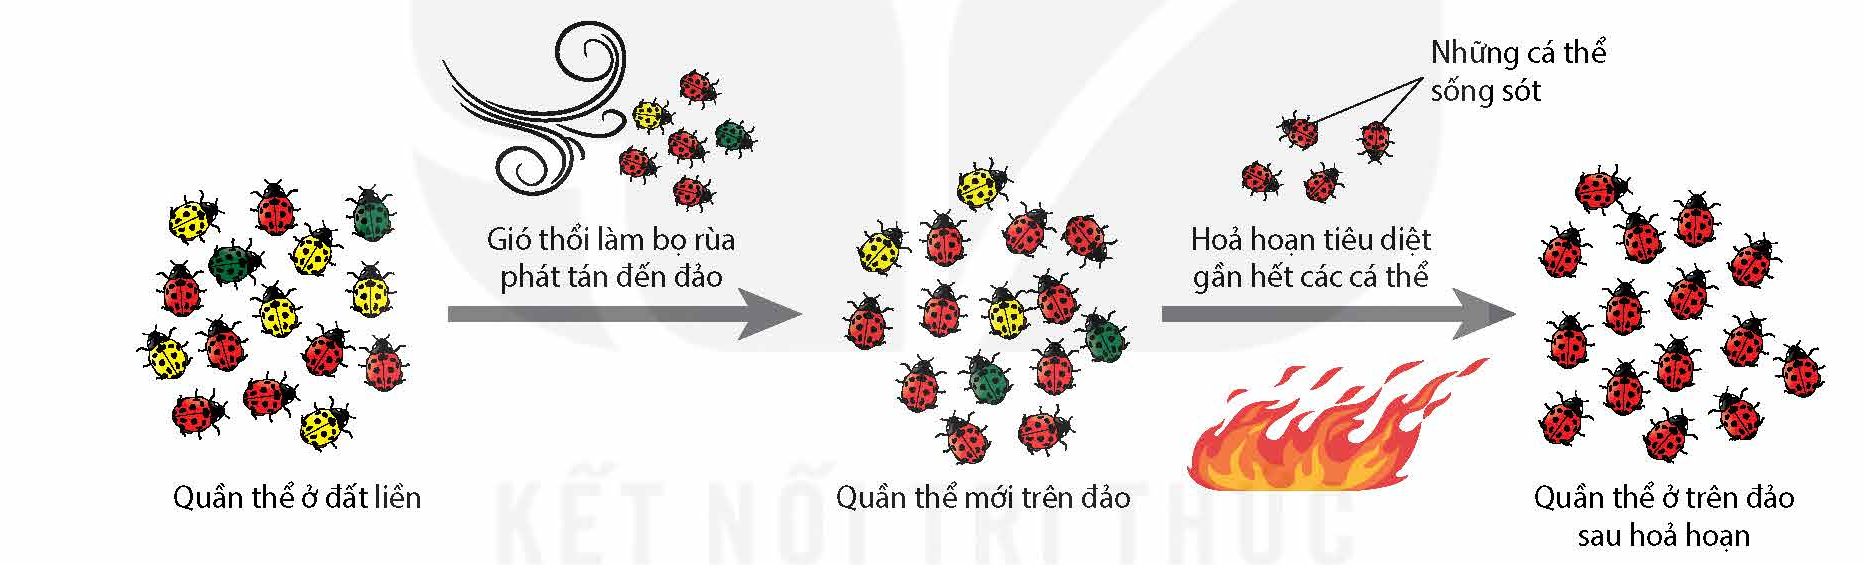 Những cá thể
sống sót
Gió thổi làm bọ rùa
phát tán đến đảo
Hoả hoạn tiêu diệt
gần hết các cá thể
Quần thể ở đất liền
Quần thể mới trên đảo
Quần thể ở trên đảo
sau hoả hoạn
KẾT NỐI TRI THỨC